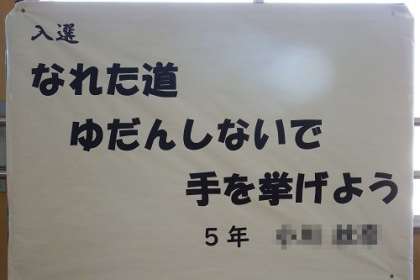 入選
なれた道
ゆだんしないで
手を挙げよう
5年